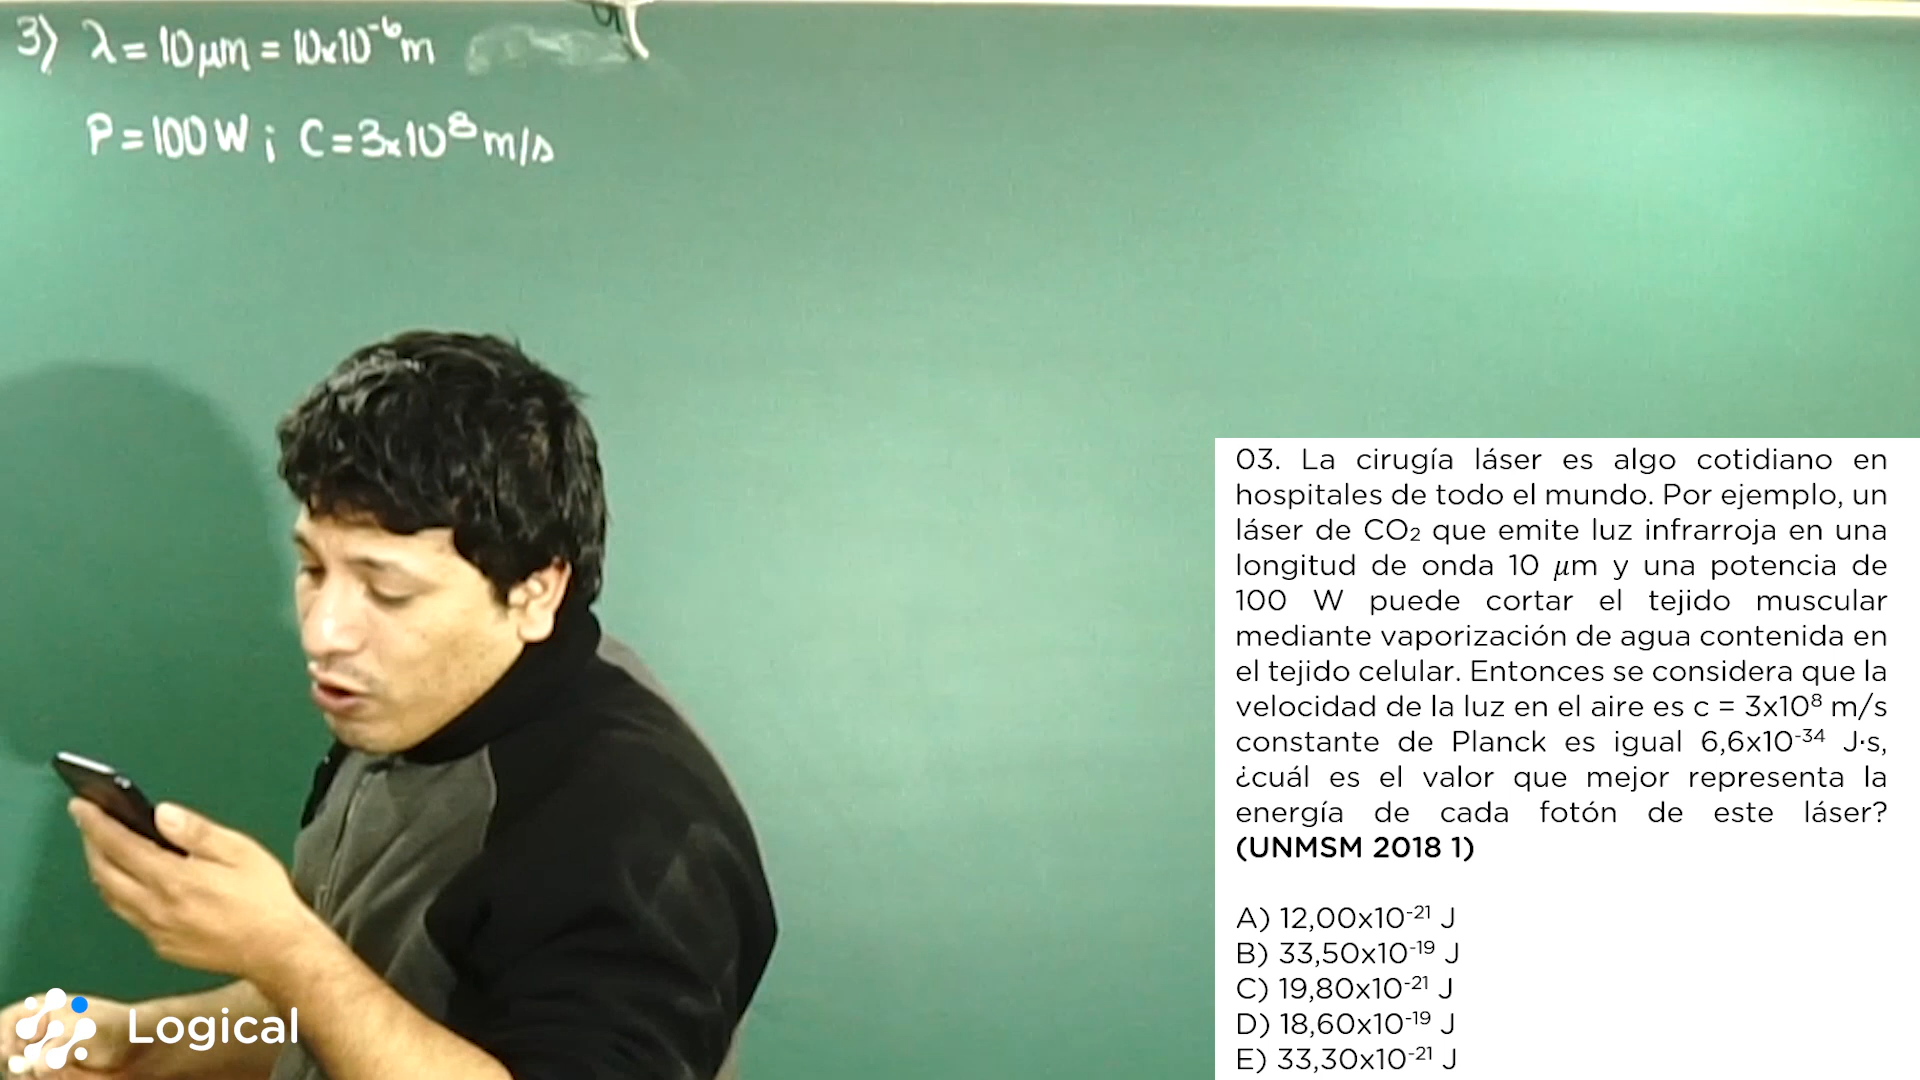 3) λ = 10 μm = 10x10⁻⁶ m
P = 100 W ; C = 3x10⁸ m/s
03. La cirugía láser es algo cotidiano en
hospitales de todo el mundo. Por ejemplo, un
láser de CO₂ que emite luz infrarroja en una
longitud de onda 10 μm y una potencia de
100 W puede cortar el tejido muscular
mediante vaporización de agua contenida en
el tejido celular. Entonces se considera que la
velocidad de la luz en el aire es c = 3x10⁸ m/s
constante de Planck es igual 6,6x10⁻³⁴ J·s,
¿cuál es el valor que mejor representa la
energía de cada fotón de este láser?
(UNMSM 2018 1)
A) 12,00x10⁻²¹ J
B) 33,50x10⁻¹⁹ J
C) 19,80x10⁻²¹ J
D) 18,60x10⁻¹⁹ J
E) 33,30x10⁻²¹ J
Logical